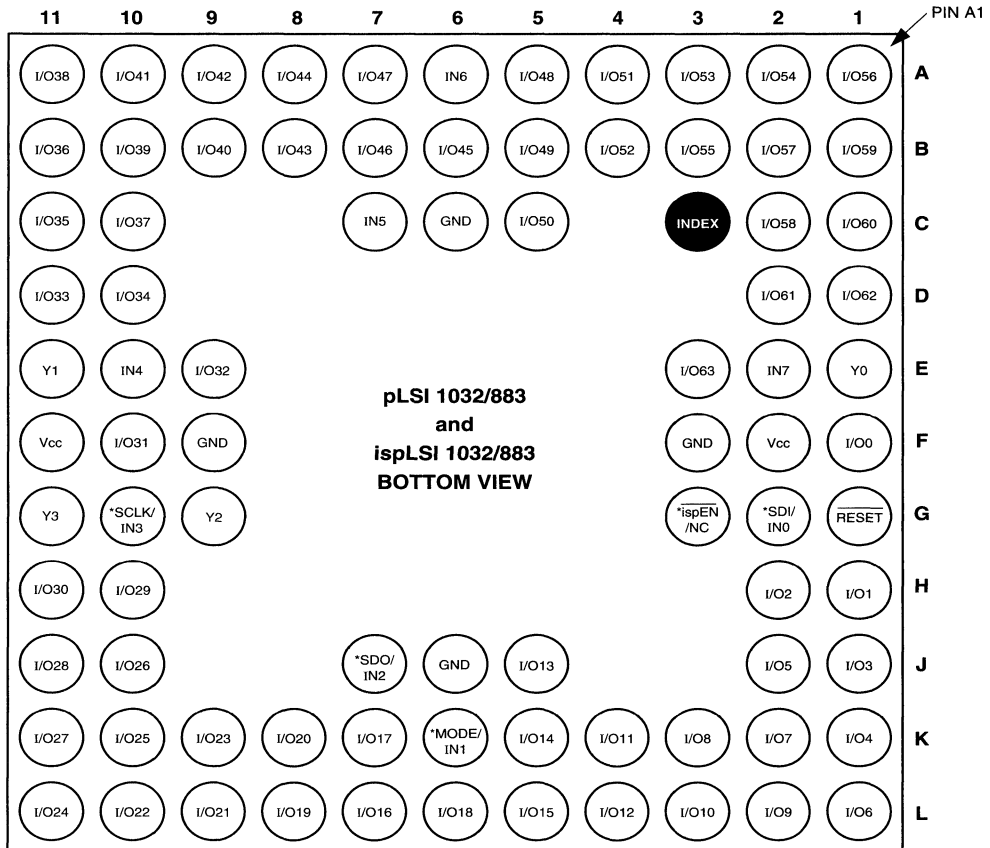 11 10 9 8 7 6 5 4 3 2 1
PIN A1
I/O38 I/O41 I/O42 I/O44 I/O47 IN6 I/O48 I/O51 I/O53 I/O54 I/O56 A
I/O36 I/O39 I/O40 I/O43 I/O46 I/O45 I/O49 I/O52 I/O55 I/O57 I/O59 B
I/O35 I/O37 IN5 GND I/O50 INDEX I/O58 I/O60 C
I/O33 I/O34 I/O61 I/O62 D
Y1 IN4 I/O32 I/O63 IN7 Y0 E
pLSI 1032/883
and
ispLSI 1032/883
BOTTOM VIEW
Vcc I/O31 GND GND Vcc I/O0 F
Y3 *SCLK/ IN3 Y2 *ispEN /NC *SDI/ IN0 RESET G
I/O30 I/O29 I/O2 I/O1 H
I/O28 I/O26 *SDO/ IN2 GND I/O13 I/O5 I/O3 J
I/O27 I/O25 I/O23 I/O20 I/O17 *MODE/ IN1 I/O14 I/O11 I/O8 I/O7 I/O4 K
I/O24 I/O22 I/O21 I/O19 I/O16 I/O18 I/O15 I/O12 I/O10 I/O9 I/O6 L